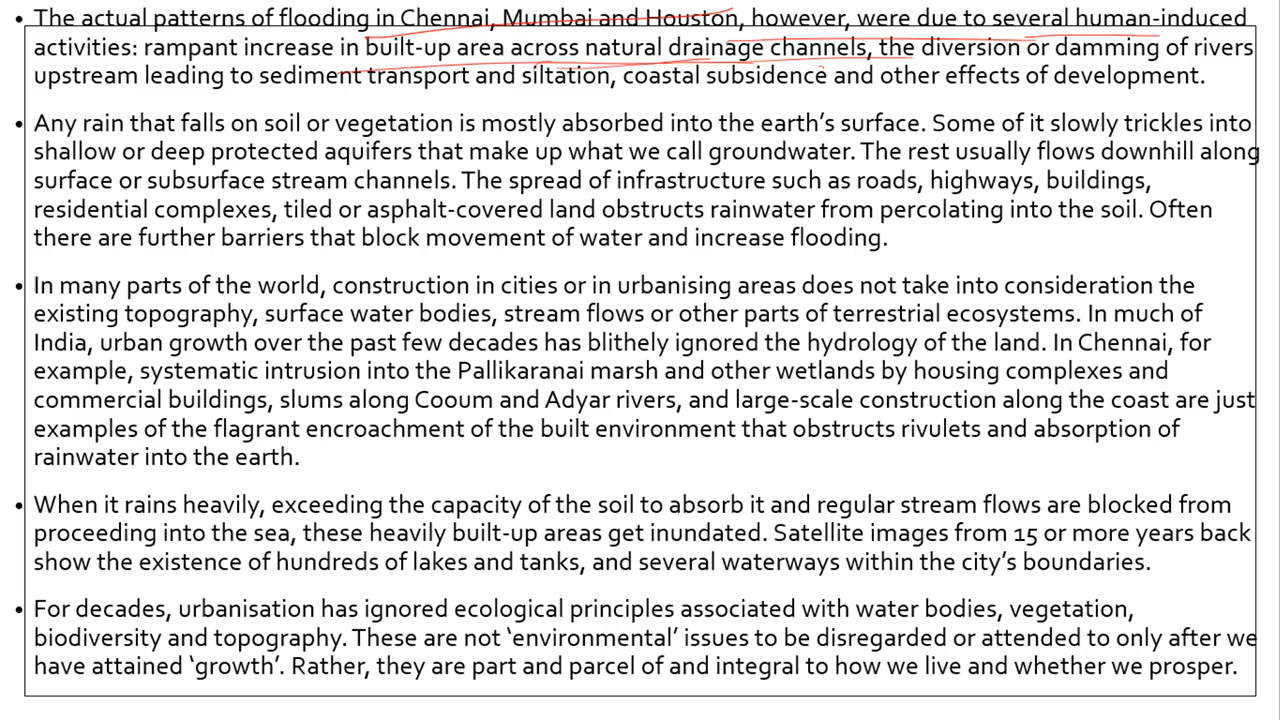 • The actual patterns of flooding in Chennai, Mumbai and Houston, however, were due to several human-induced
activities: rampant increase in built-up area across natural drainage channels, the diversion or damming of rivers
upstream leading to sediment transport and siltation, coastal subsidence and other effects of development.
• Any rain that falls on soil or vegetation is mostly absorbed into the earth’s surface. Some of it slowly trickles into
shallow or deep protected aquifers that make up what we call groundwater. The rest usually flows downhill along
surface or subsurface stream channels. The spread of infrastructure such as roads, highways, buildings,
residential complexes, tiled or asphalt-covered land obstructs rainwater from percolating into the soil. Often
there are further barriers that block movement of water and increase flooding.
• In many parts of the world, construction in cities or in urbanising areas does not take into consideration the
existing topography, surface water bodies, stream flows or other parts of terrestrial ecosystems. In much of
India, urban growth over the past few decades has blithely ignored the hydrology of the land. In Chennai, for
example, systematic intrusion into the Pallikaranai marsh and other wetlands by housing complexes and
commercial buildings, slums along Cooum and Adyar rivers, and large-scale construction along the coast are just
examples of the flagrant encroachment of the built environment that obstructs rivulets and absorption of
rainwater into the earth.
• When it rains heavily, exceeding the capacity of the soil to absorb it and regular stream flows are blocked from
proceeding into the sea, these heavily built-up areas get inundated. Satellite images from 15 or more years back
show the existence of hundreds of lakes and tanks, and several waterways within the city’s boundaries.
• For decades, urbanisation has ignored ecological principles associated with water bodies, vegetation,
biodiversity and topography. These are not ‘environmental’ issues to be disregarded or attended to only after we
have attained ‘growth’. Rather, they are part and parcel of and integral to how we live and whether we prosper.